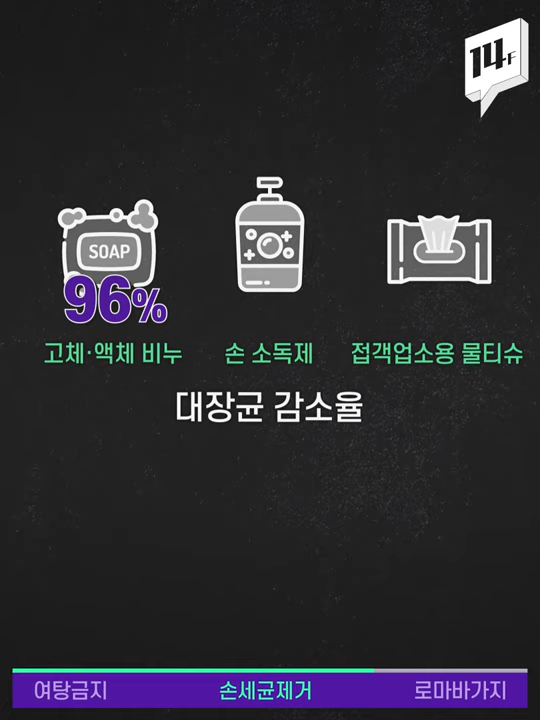 14F
SOAP
96%
고체·액체 비누
손 소독제
접객업소용 물티슈
대장균 감소율
여탕금지
손세균제거
로마바가지